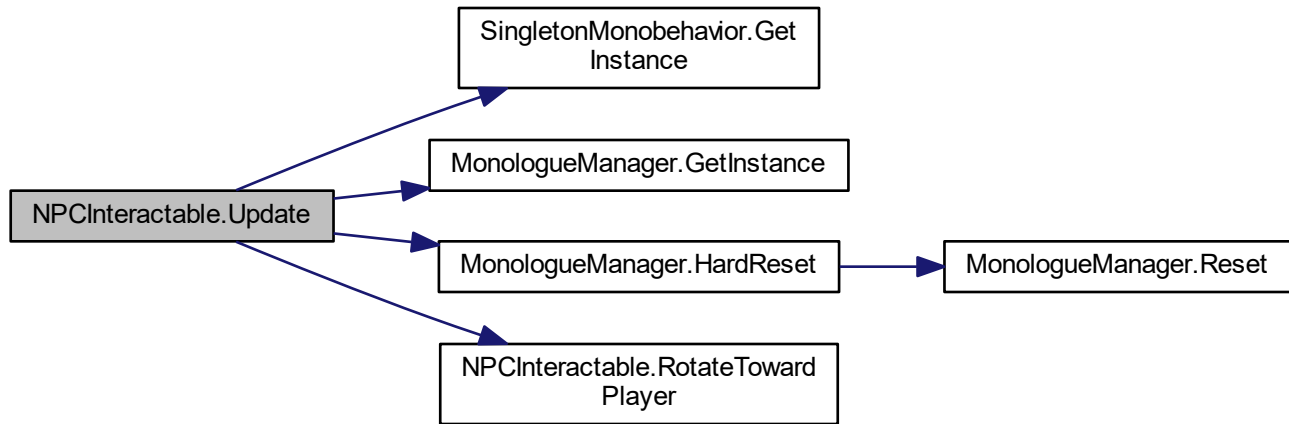 SingletonMonobehavior.Get
Instance
MonologueManager.GetInstance
NPCInteractable.Update
MonologueManager.HardReset
MonologueManager.Reset
NPCInteractable.RotateToward
Player